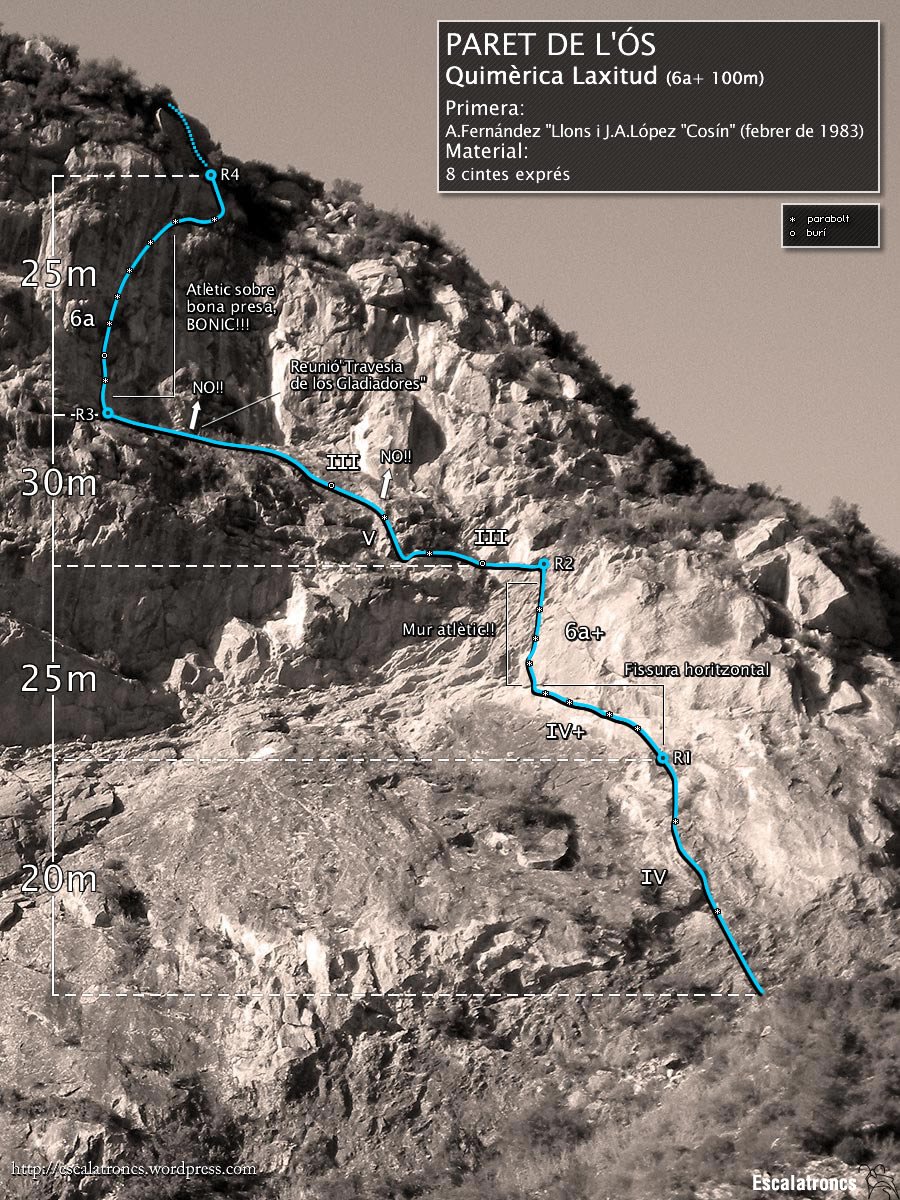 PARET DE L'ÓS
Quimèrica Laxitud (6a+ 100m)
Primera:
A.Fernández "Llons i J.A.López "Cosín" (febrer de 1983)
Material:
8 cintes exprés
* parabolt
o burí
R4
25m
6a
Atlètic sobre
bona presa,
BONIC!!!
NO!!
Reunió"Travesia
de los Gladiadores"
R3
30m
III
NO!!
V
III
R2
Mur atlètic!!
6a+
25m
Fissura horitzontal
IV+
R1
20m
IV
http://escalatroncs.wordpress.com
Escalatroncs